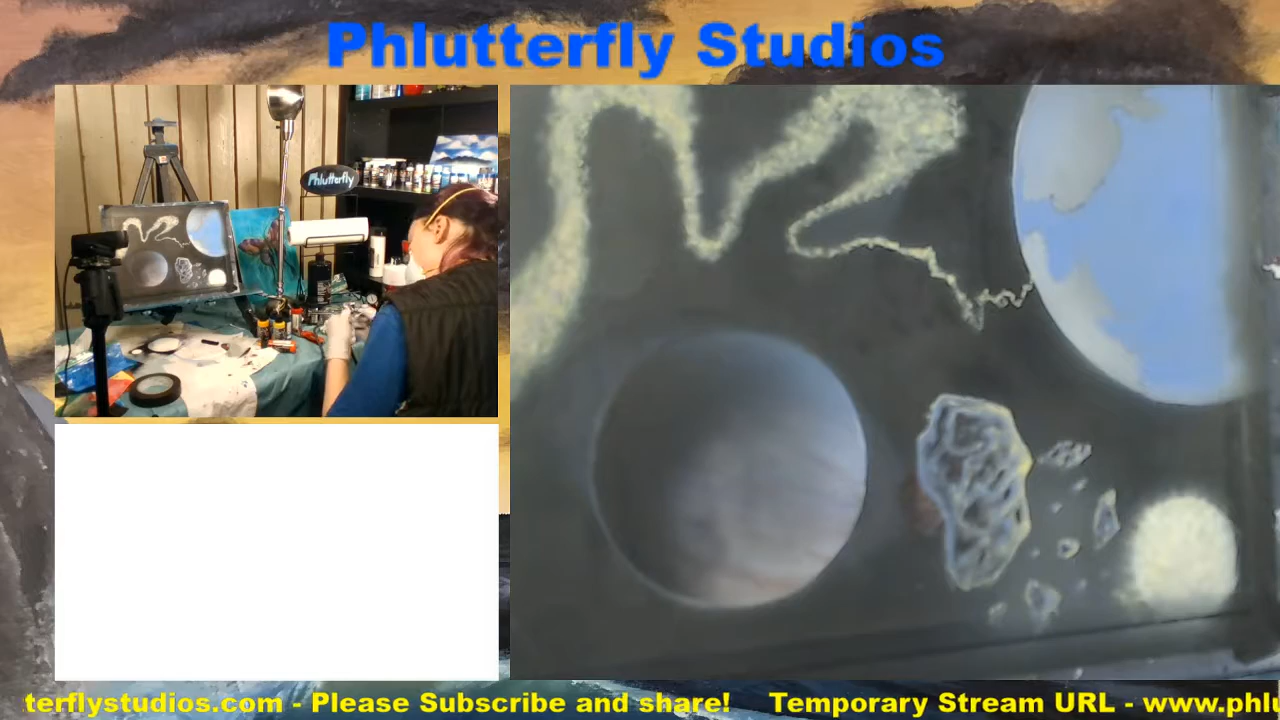 Phlutterfly Studios
Phlutterfly
terflystudios.com - Please Subscribe and share! Temporary Stream URL - www.phlu